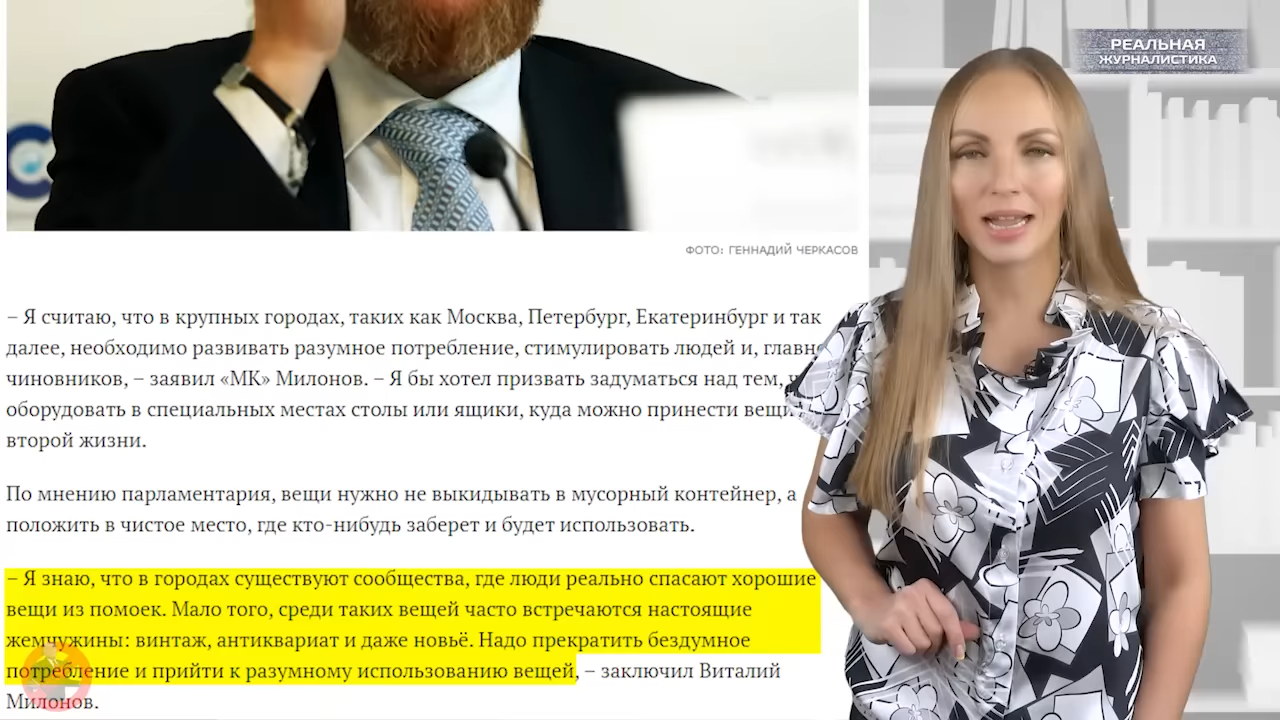 РЕАЛЬНАЯ
ЖУРНАЛИСТИКА
ФОТО: ГЕННАДИЙ ЧЕРКАСОВ
– Я считаю, что в крупных городах, таких как Москва, Петербург, Екатеринбург и так
далее, необходимо развивать разумное потребление, стимулировать людей и,
чиновников, – заявил «МК» Милонов. – Я бы хотел призвать задуматься над тем,
оборудовать в специальных местах столы или ящики, куда можно принести вещи
второй жизни.
По мнению парламентария, вещи нужно не выкидывать в мусорный контейнер, а
положить в чистое место, где кто-нибудь заберет и будет использовать.
– Я знаю, что в городах существуют сообщества, где люди реально спасают хорошие
вещи из помоек. Мало того, среди таких вещей часто встречаются настоящие
жемчужины: винтаж, антиквариат и даже новьё. Надо прекратить бездумное
потребление и прийти к разумному использованию вещей, – заключил Виталий
Милонов.